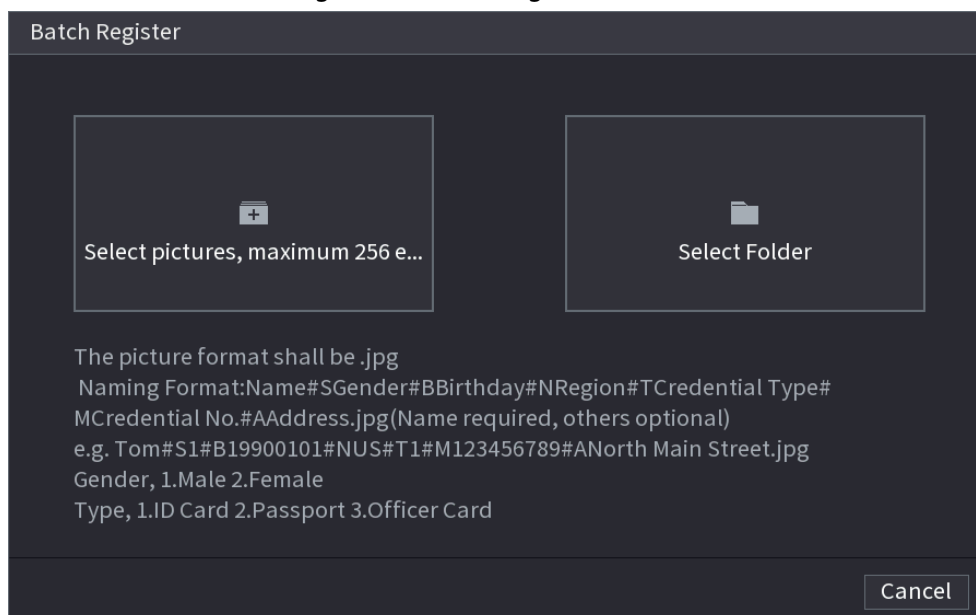 Batch Register
Select pictures, maximum 256 e...
Select Folder
The picture format shall be .jpg
Naming Format:Name#SGender#BBirthday#NRegion#TCredential Type#
MCredential No.#AAddress.jpg(Name required, others optional)
e.g. Tom#S1#B19900101#NUS#T1#M123456789#ANorth Main Street.jpg
Gender, 1.Male 2.Female
Type, 1.ID Card 2.Passport 3.Officer Card
Cancel